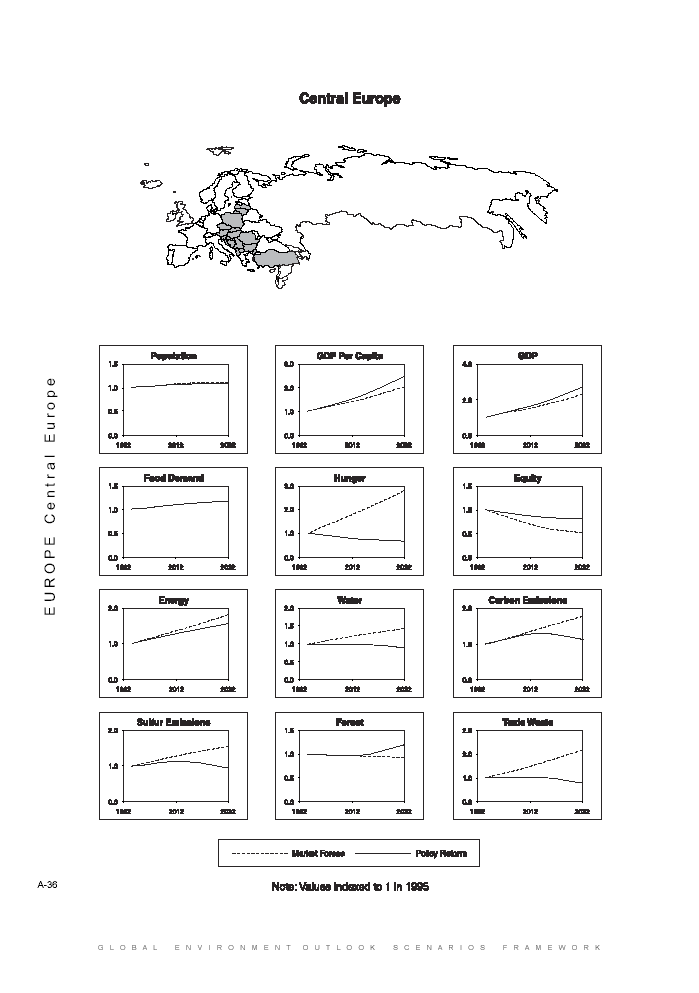 Central Europe
EUROPE Central Europe
Population
1.5
1.0
0.5
0.0
1992 2012 2032
GDP Per Capita
3.0
2.0
1.0
0.0
1992 2012 2032
GDP
4.0
2.0
0.0
1992 2012 2032
Food Demand
1.5
1.0
0.5
0.0
1992 2012 2032
Hunger
3.0
2.0
1.0
0.0
1992 2012 2032
Equity
1.5
1.0
0.5
0.0
1992 2012 2032
Energy
2.0
1.0
0.0
1992 2012 2032
Water
2.0
1.5
1.0
0.5
0.0
1992 2012 2032
Carbon Emissions
2.0
1.0
0.0
1992 2012 2032
Sulfur Emissions
2.0
1.0
0.0
1992 2012 2032
Forest
1.5
1.0
0.5
0.0
1992 2012 2032
Toxic Waste
3.0
2.0
1.0
0.0
1992 2012 2032
Market Forces Policy Reform
A-36
Note: Values indexed to 1 in 1995
GLOBAL ENVIRONMENT OUTLOOK SCENARIOS FRAMEWORK